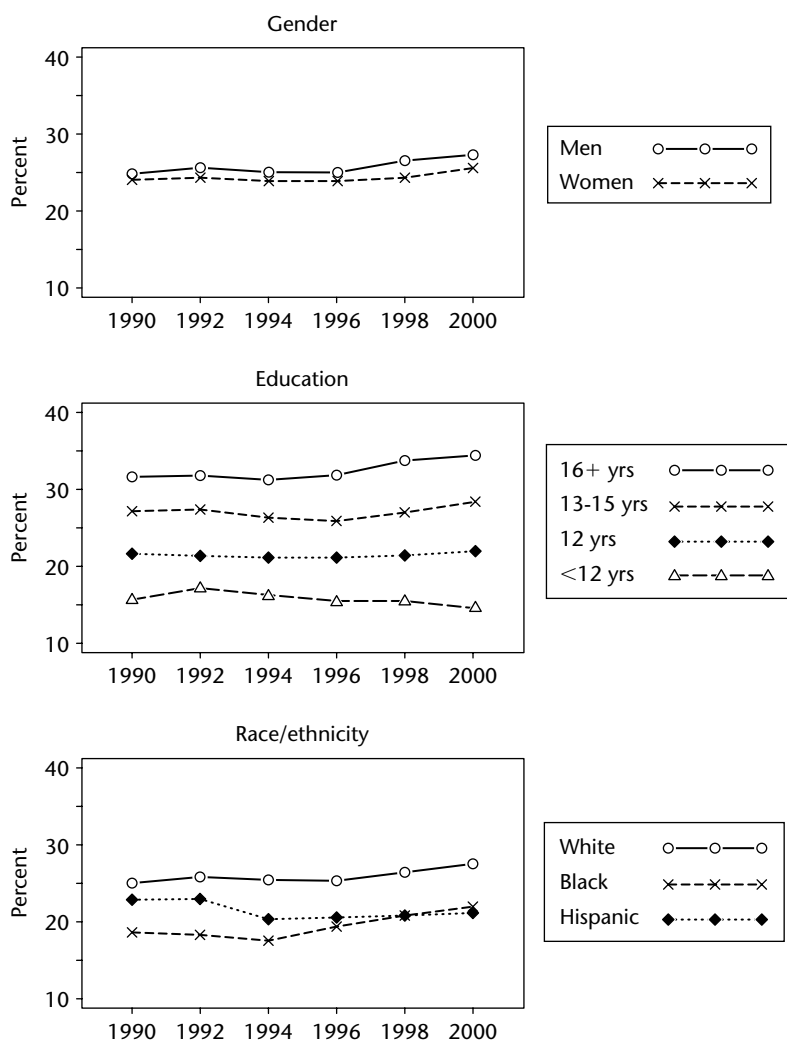 Gender
40
30
20
10
Percent
1990 1992 1994 1996 1998 2000
Men
Women
Education
40
30
20
10
Percent
1990 1992 1994 1996 1998 2000
16+ yrs
13-15 yrs
12 yrs
<12 yrs
Race/ethnicity
40
30
20
10
Percent
1990 1992 1994 1996 1998 2000
White
Black
Hispanic